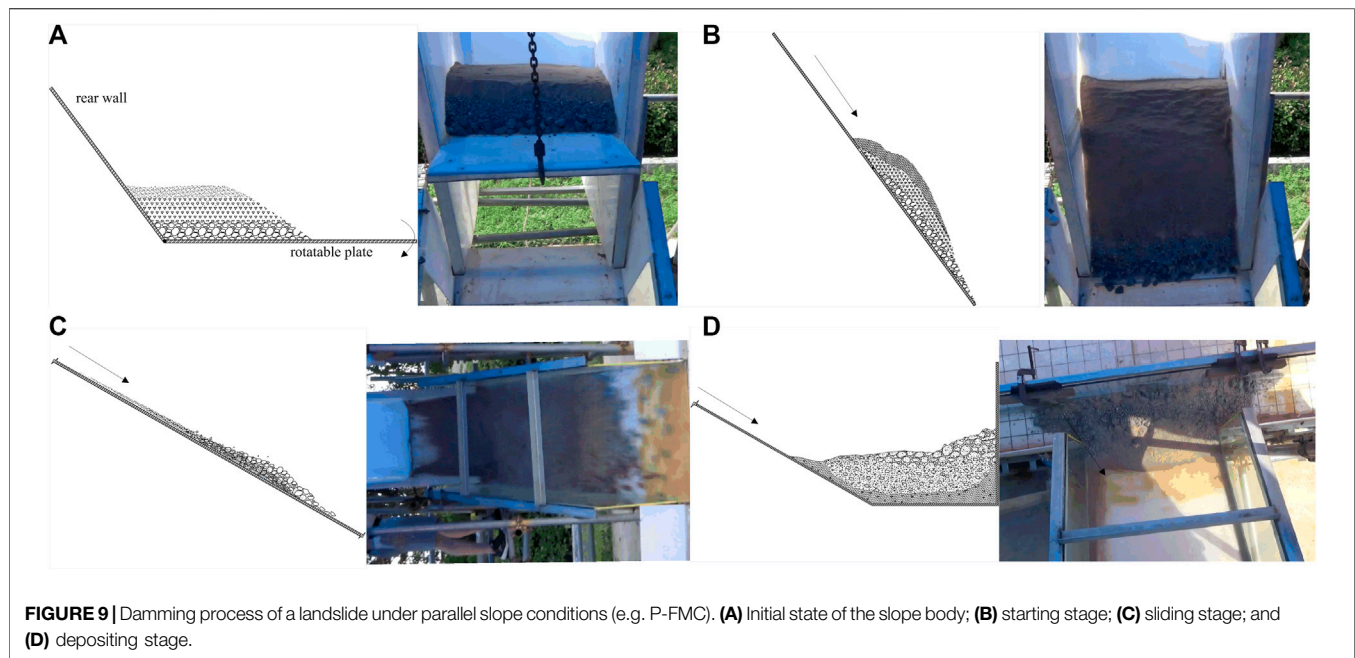 A
rear wall
rotatable plate
B
C
D
FIGURE 9 | Damming process of a landslide under parallel slope conditions (e.g. P-FMC). (A) Initial state of the slope body; (B) starting stage; (C) sliding stage; and
(D) depositing stage.